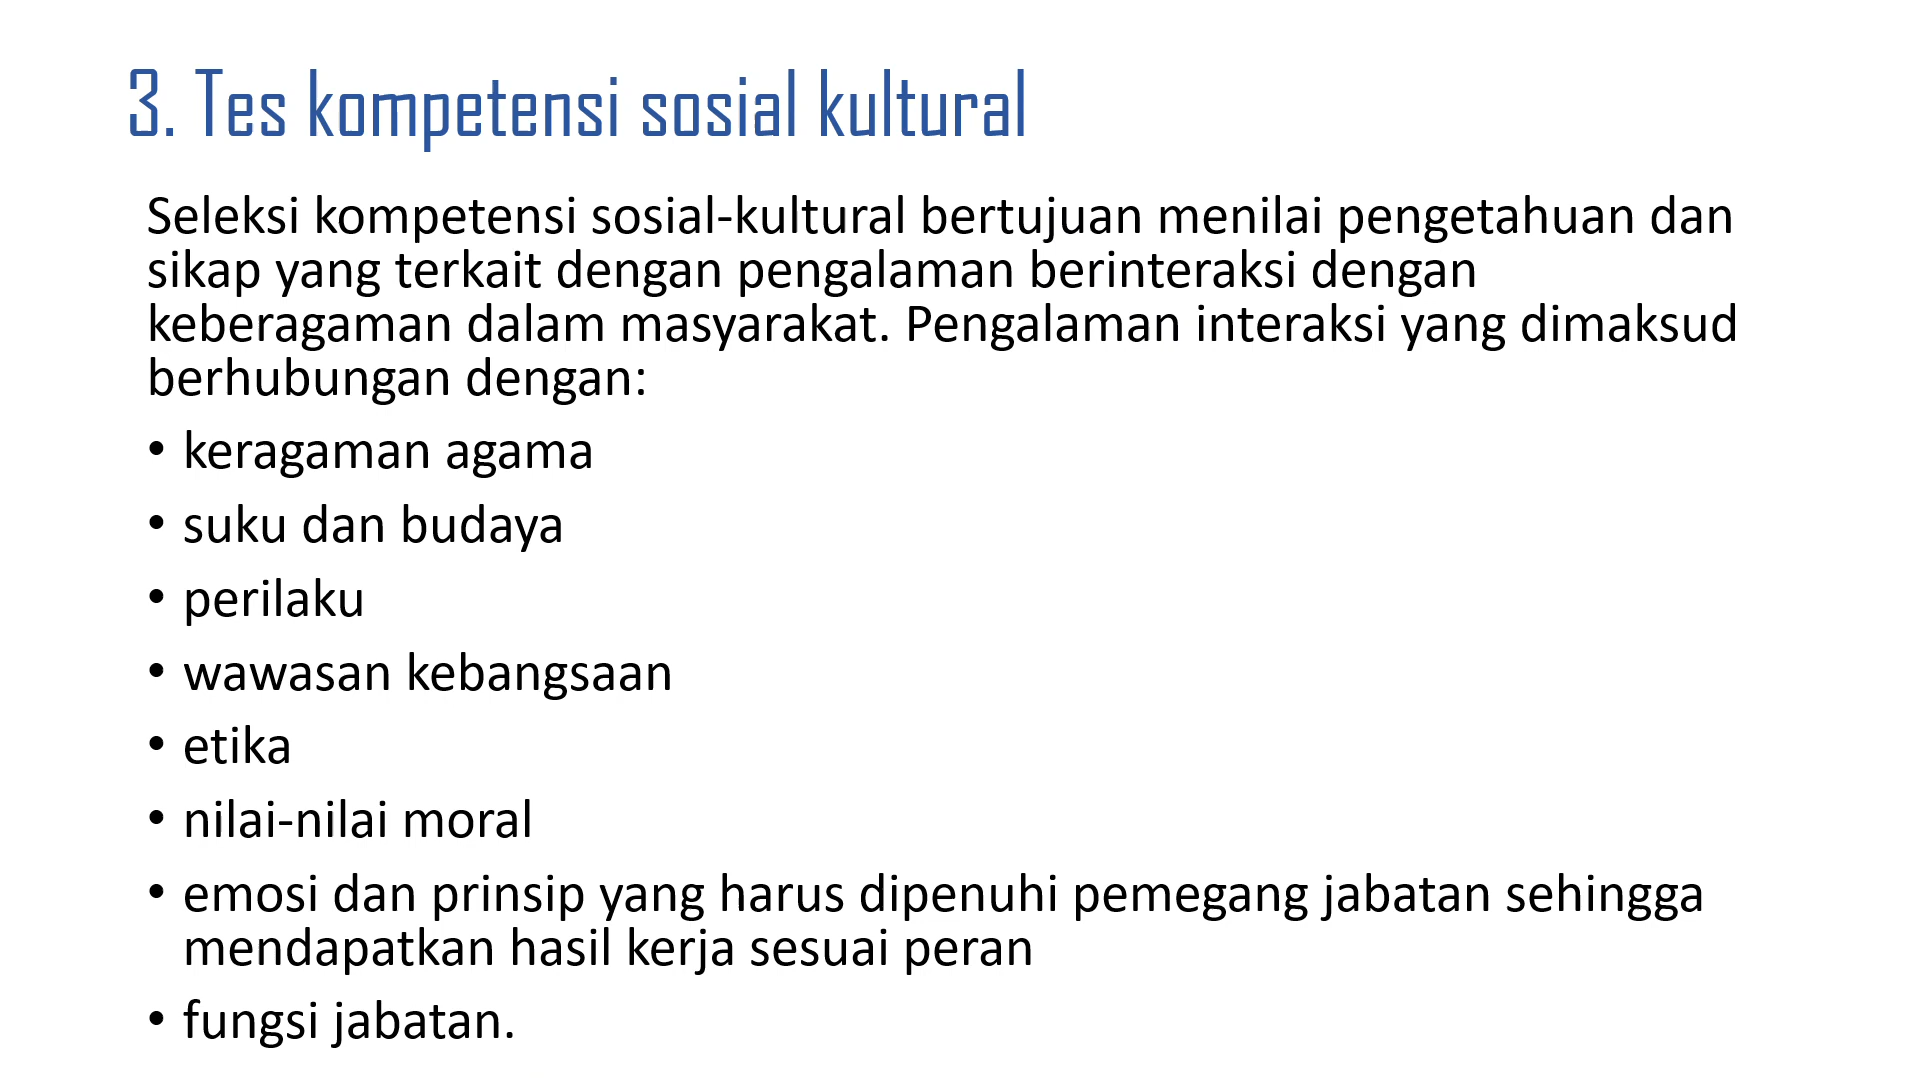 3. Tes kompetensi sosial kultural
Seleksi kompetensi sosial-kultural bertujuan menilai pengetahuan dan
sikap yang terkait dengan pengalaman berinteraksi dengan
keberagaman dalam masyarakat. Pengalaman interaksi yang dimaksud
berhubungan dengan:
• keragaman agama
• suku dan budaya
• perilaku
• wawasan kebangsaan
• etika
• nilai-nilai moral
• emosi dan prinsip yang harus dipenuhi pemegang jabatan sehingga
mendapatkan hasil kerja sesuai peran
• fungsi jabatan.